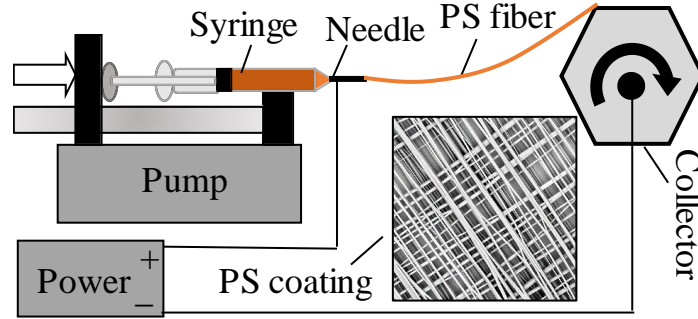 Syringe
Needle
PS fiber
Pump
Collector
Power
+
−
PS coating